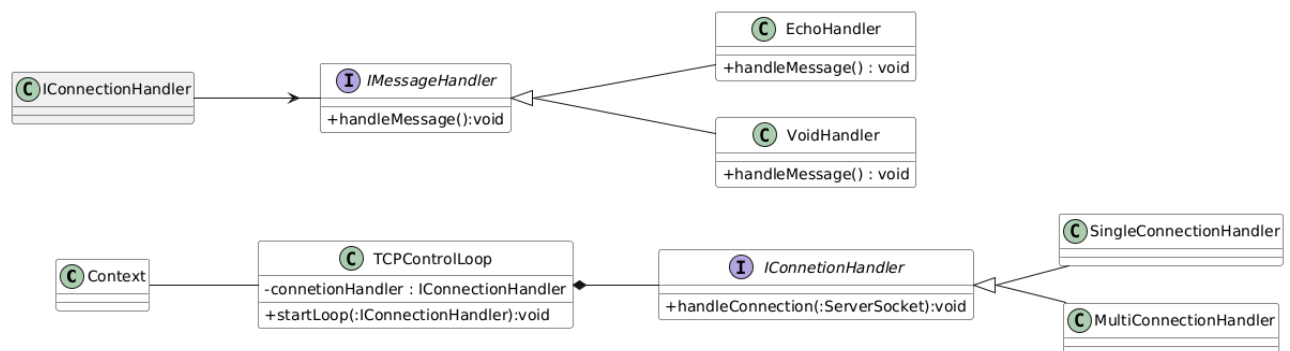 C IConnectionHandler
I IMessageHandler
+handleMessage():void
C EchoHandler
+handleMessage() : void
C VoidHandler
+handleMessage() : void
C Context
C TCPControlLoop
-connetionHandler : IConnectionHandler
+startLoop(:IConnectionHandler):void
I IConnetionHandler
+handleConnection(:ServerSocket):void
C SingleConnectionHandler
C MultiConnectionHandler